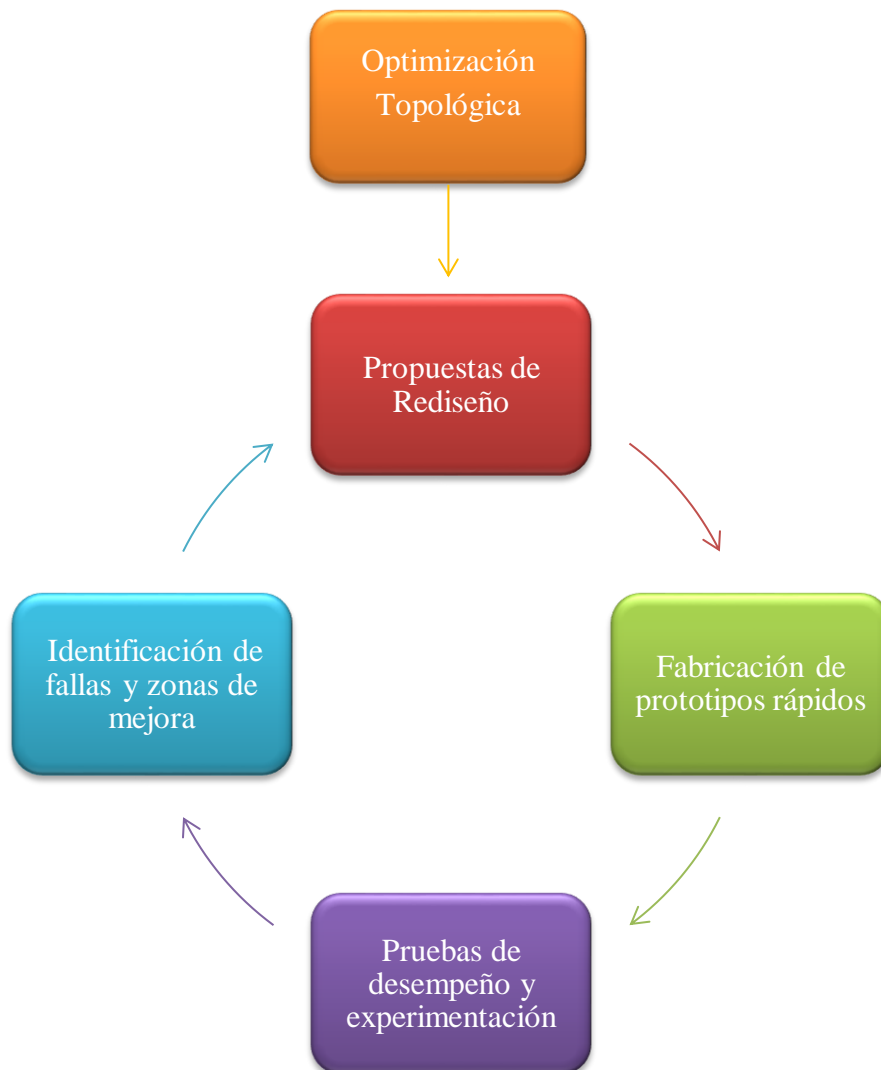 Optimización
Topológica
Propuestas de
Rediseño
Identificación de
fallas y zonas de
mejora
Fabricación de
prototipos rápidos
Pruebas de
desempeño y
experimentación